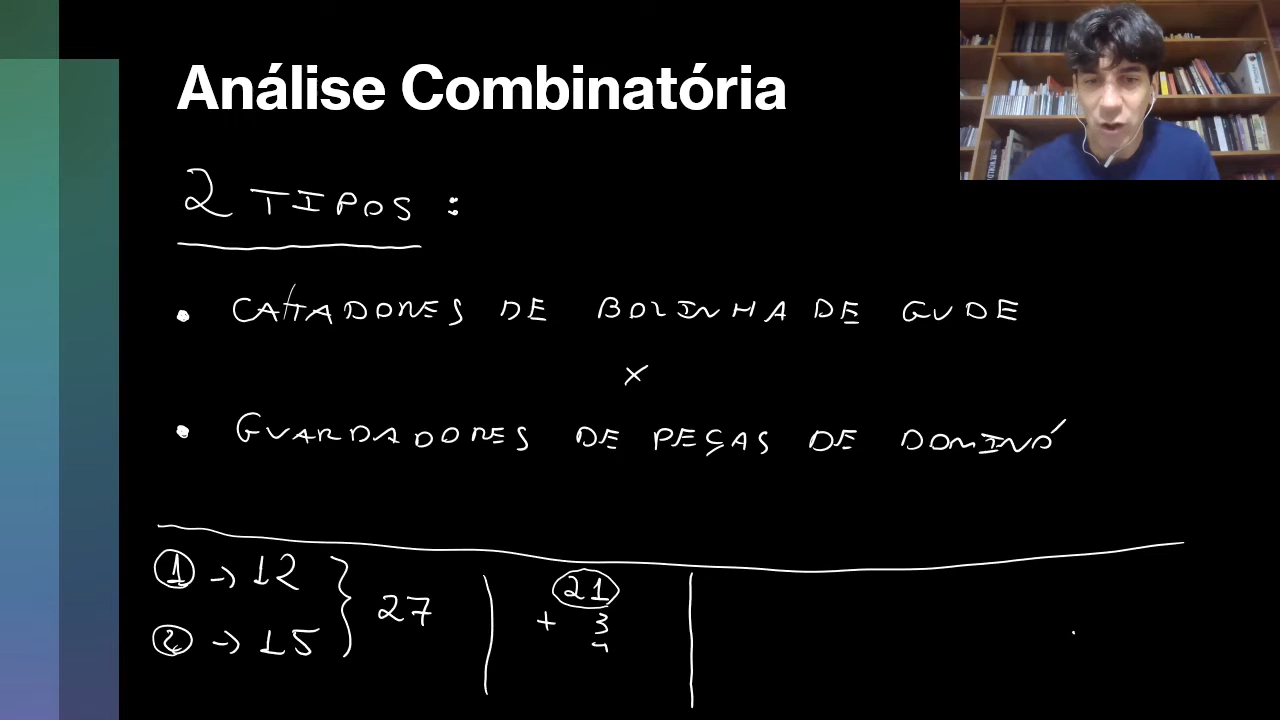 Análise Combinatória
2 TIPOS :
• CATADORES DE BOLINHA DE GUDE
×
• GUARDADORES DE PEÇAS DE DOMINÓ
① → 12
② → 15
} 27
21
+ 3
4